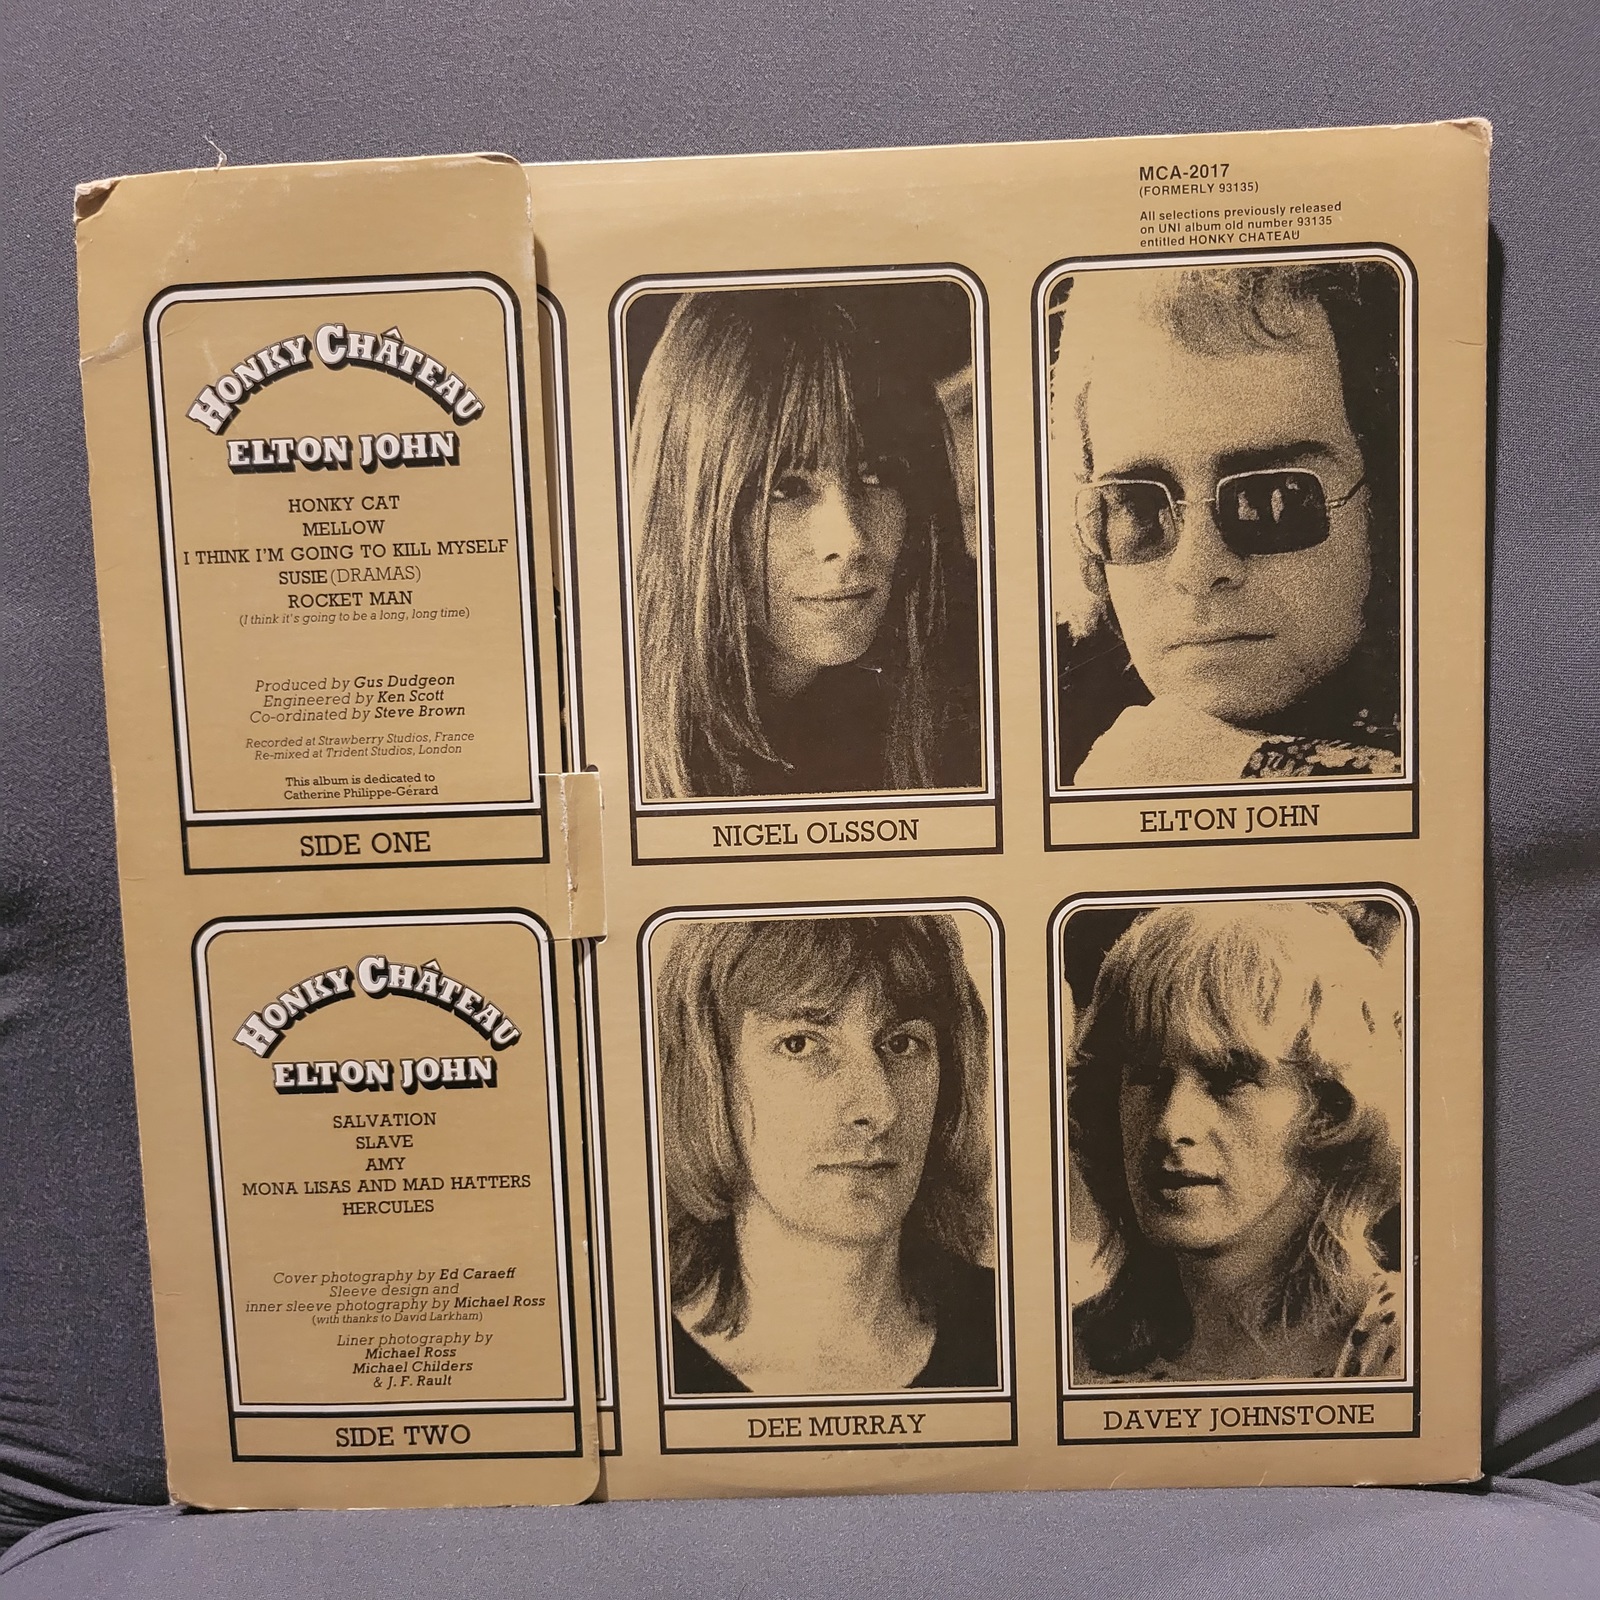 MCA-2017
(FORMERLY 93135)
All selections previously released
on UNI album old number 93135
entitled HONKY CHATEAU
HONKY CHÂTEAU
ELTON JOHN
HONKY CAT
MELLOW
I THINK I'M GOING TO KILL MYSELF
SUSIE (DRAMAS)
ROCKET MAN
(I think it's going to be a long, long time)
Produced by Gus Dudgeon
Engineered by Ken Scott
Co-ordinated by Steve Brown
Recorded at Strawberry Studios, France
Re-mixed at Trident Studios, London
This album is dedicated to
Catherine Philippe-Gérard
SIDE ONE
NIGEL OLSSON
ELTON JOHN
HONKY CHÂTEAU
ELTON JOHN
SALVATION
SLAVE
AMY
MONA LISAS AND MAD HATTERS
HERCULES
Cover photography by Ed Caraeff
Sleeve design and
inner sleeve photography by Michael Ross
(with thanks to David Larkham)
Liner photography by
Michael Ross
Michael Childers
& J. F. Rault
SIDE TWO
DEE MURRAY
DAVEY JOHNSTONE